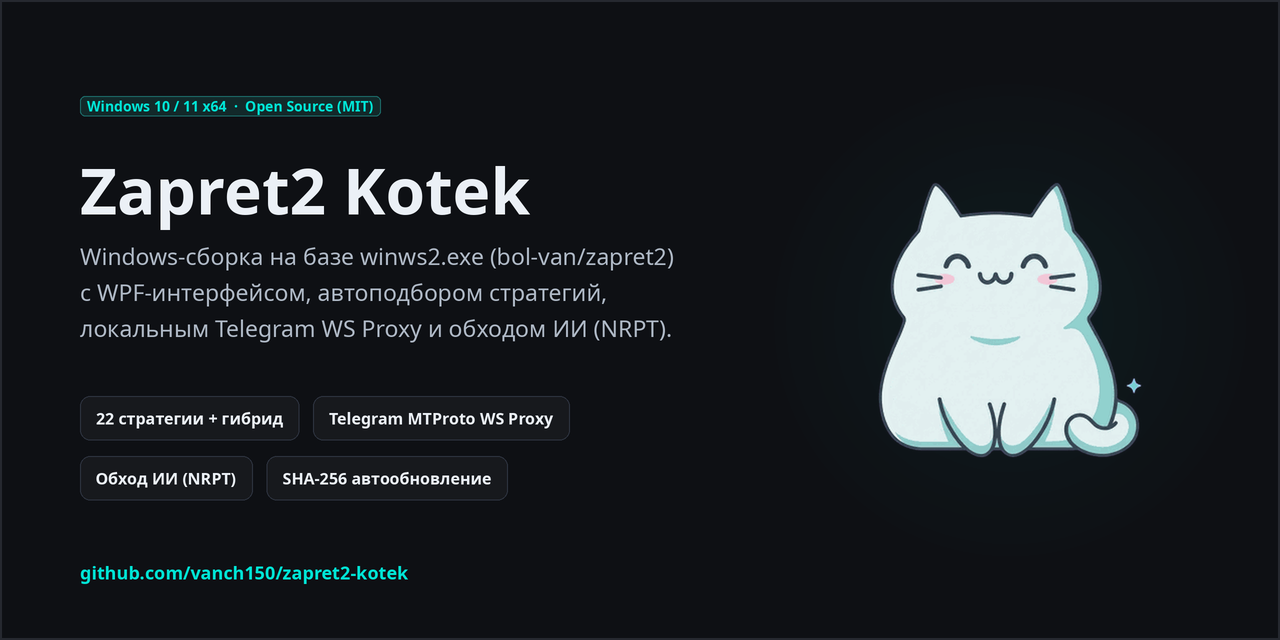 Windows 10 / 11 x64 · Open Source (MIT)
Zapret2 Kotek
Windows-сборка на базе winws2.exe (bol-van/zapret2)
с WPF-интерфейсом, автоподбором стратегий,
локальным Telegram WS Proxy и обходом ИИ (NRPT).
22 стратегии + гибрид
Telegram MTProto WS Proxy
Обход ИИ (NRPT)
SHA-256 автообновление
github.com/vanch150/zapret2-kotek